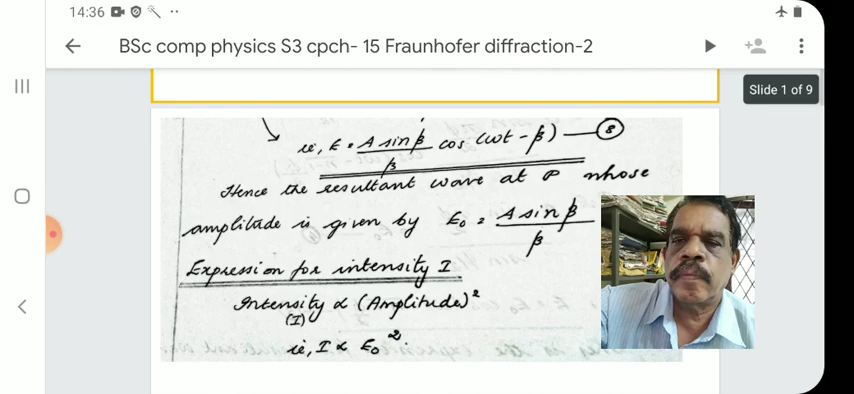 14:36
BSc comp physics S3 cpch- 15 Fraunhofer diffraction-2
Slide 1 of 9
ie, E = A sin β / β cos (ωt - β) — 8
Hence the resultant wave at P whose
amplitude is given by E₀ = A sin β / β
Expression for intensity I
Intensity ∝ (Amplitude)²
(I)
ie, I ∝ E₀².